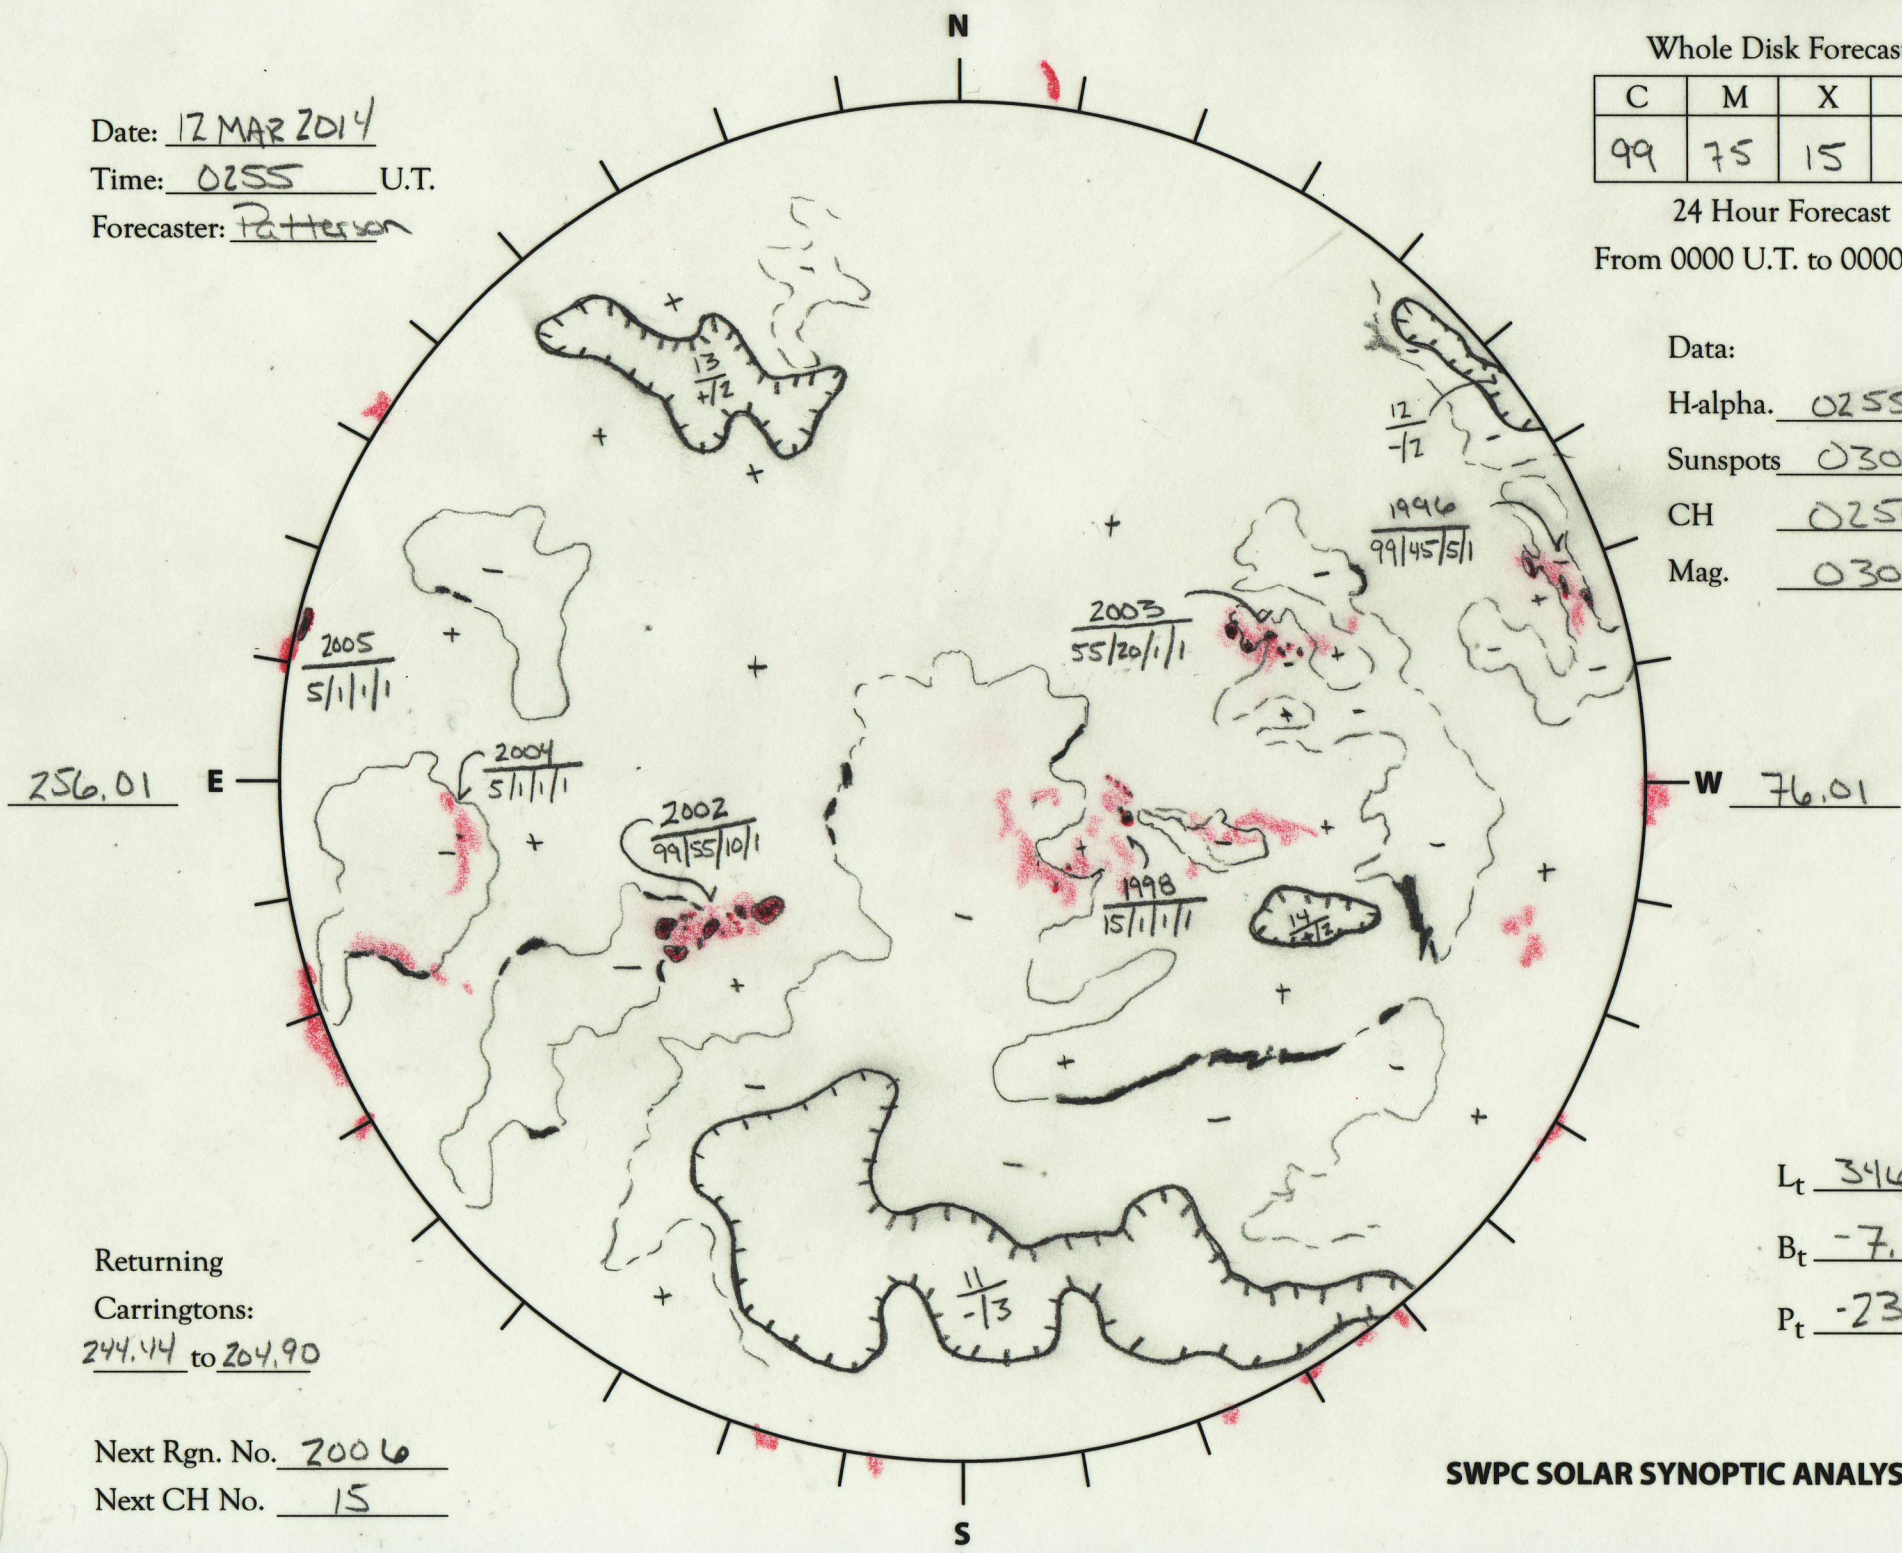 N
Whole Disk Forecas
C M X
99 75 15
24 Hour Forecast
From 0000 U.T. to 0000
Date: 12 MAR 2014
Time: 0255 U.T.
Forecaster: Patterson
Data:
H-alpha. 0255
Sunspots 030
CH 025
Mag. 030
13
+/2
12
-/2
1996
99/45/5/1
2003
55/20/1/1
2005
5/1/1/1
2004
5/1/1/1
256.01 E
W 76.01
2002
99/55/10/1
1998
15/1/1/1
14
+/2
11
-/3
Lt 346
Bt -7.
Pt -23
Returning
Carringtons:
244.44 to 204.90
Next Rgn. No. 2006
Next CH No. 15
SWPC SOLAR SYNOPTIC ANALYS
S